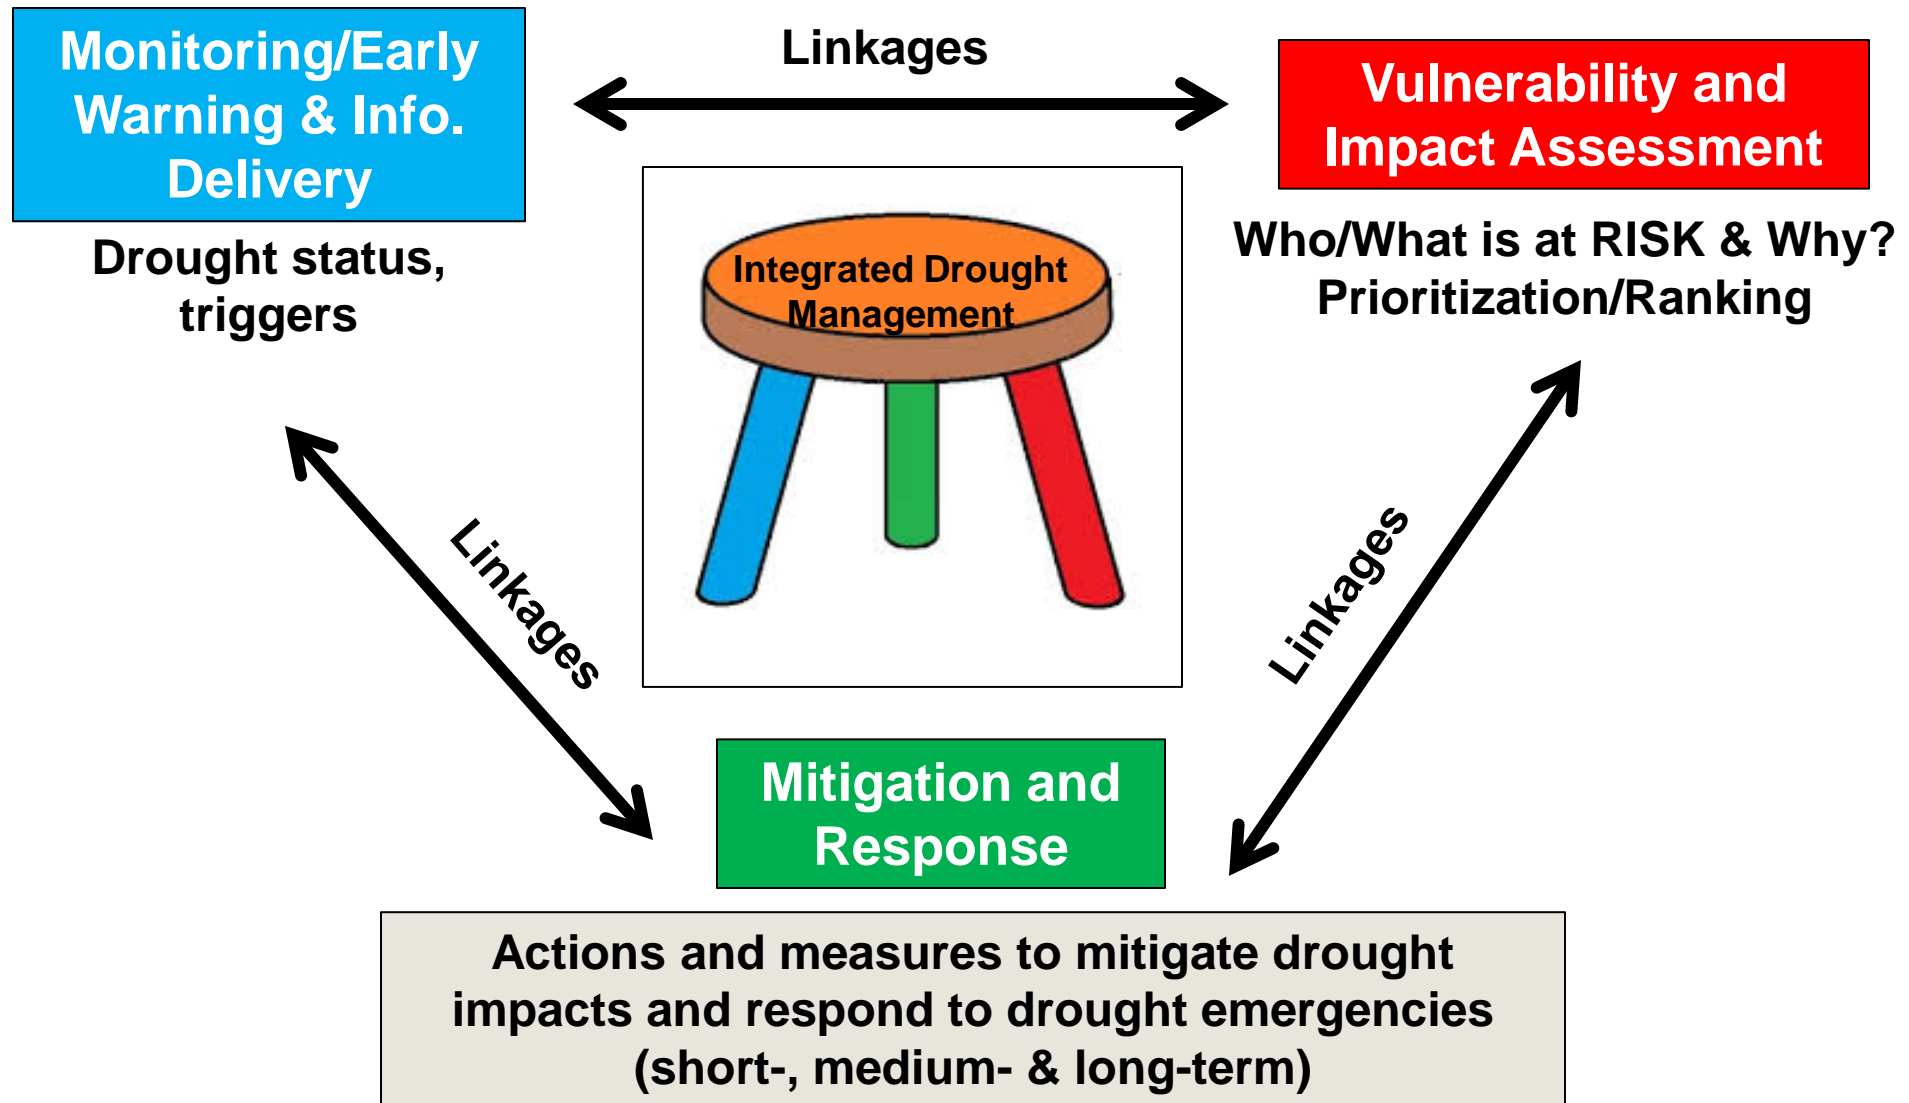 Monitoring/Early
Warning & Info.
Delivery
Linkages
Vulnerability and
Impact Assessment
Drought status,
triggers
Integrated Drought
Management
Who/What is at RISK & Why?
Prioritization/Ranking
Linkages
Linkages
Mitigation and
Response
Actions and measures to mitigate drought
impacts and respond to drought emergencies
(short-, medium- & long-term)